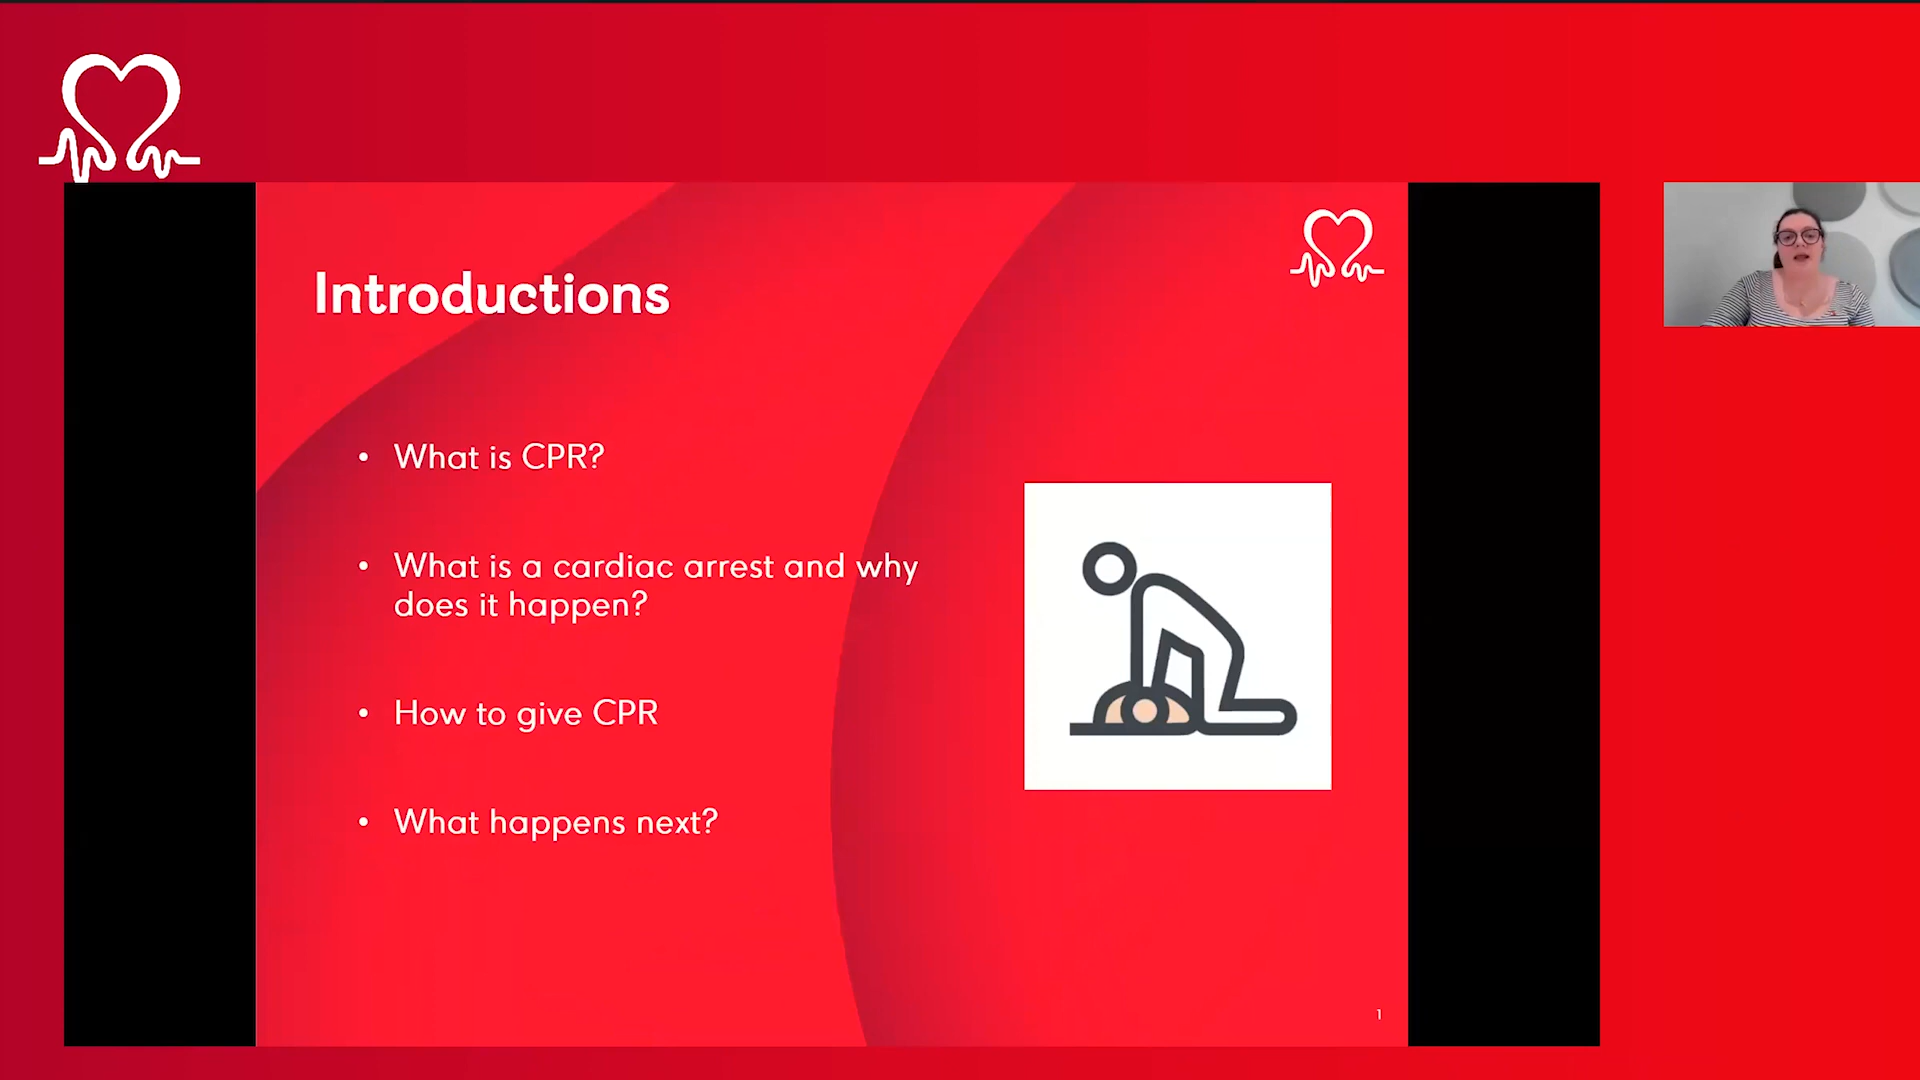 Introductions
• What is CPR?
• What is a cardiac arrest and why
does it happen?
• How to give CPR
• What happens next?
1